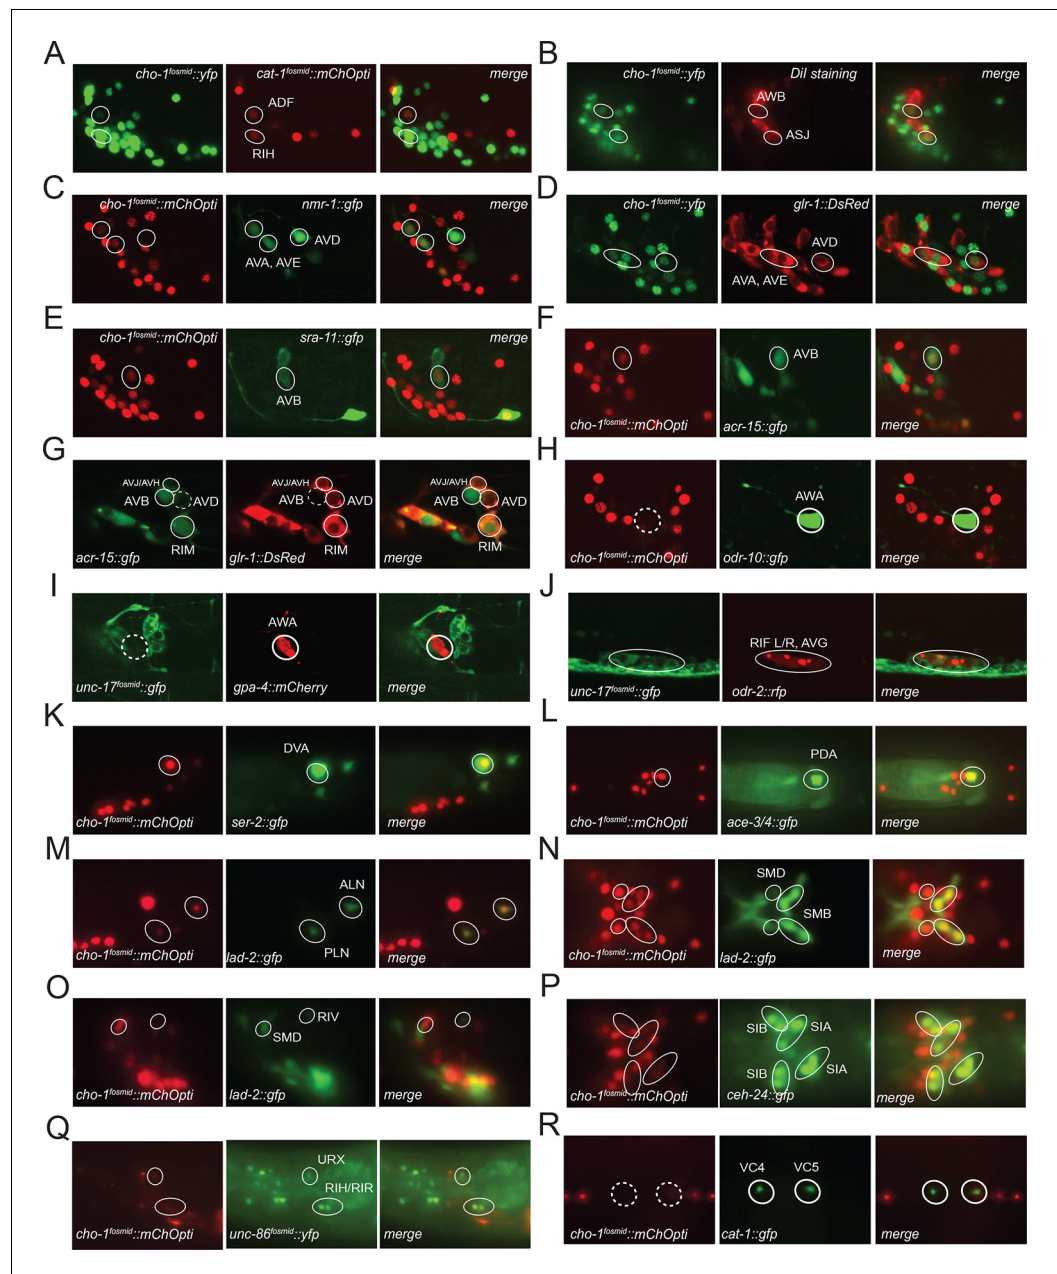 A
cho-1fosmid::yfp
cat-1fosmid::mChOpti
merge
ADF
RIH
B
cho-1fosmid::yfp
DiI staining
merge
AWB
ASJ
C
cho-1fosmid::mChOpti
nmr-1::gfp
merge
AVD
AVA, AVE
D
cho-1fosmid::yfp
glr-1::DsRed
merge
AVD
AVA, AVE
E
cho-1fosmid::mChOpti
sra-11::gfp
merge
AVB
F
AVB
cho-1fosmid::mChOpti
acr-15::gfp
merge
G
AVJ/AVH
AVB
AVD
RIM
acr-15::gfp
AVJ/AVH
AVB
AVD
RIM
glr-1::DsRed
AVJ/AVH
AVB
AVD
RIM
merge
H
AWA
cho-1fosmid::mChOpti
odr-10::gfp
merge
I
AWA
unc-17fosmid::gfp
gpa-4::mCherry
merge
J
RIF L/R, AVG
unc-17fosmid::gfp
odr-2::rfp
merge
K
DVA
cho-1fosmid::mChOpti
ser-2::gfp
merge
L
PDA
cho-1fosmid::mChOpti
ace-3/4::gfp
merge
M
ALN
PLN
cho-1fosmid::mChOpti
lad-2::gfp
merge
N
SMD
SMB
cho-1fosmid::mChOpti
lad-2::gfp
merge
O
RIV
SMD
cho-1fosmid::mChOpti
lad-2::gfp
merge
P
SIB
SIA
SIB
SIA
cho-1fosmid::mChOpti
ceh-24::gfp
merge
Q
URX
RIH/RIR
cho-1fosmid::mChOpti
unc-86fosmid::yfp
merge
R
VC4
VC5
cho-1fosmid::mChOpti
cat-1::gfp
merge